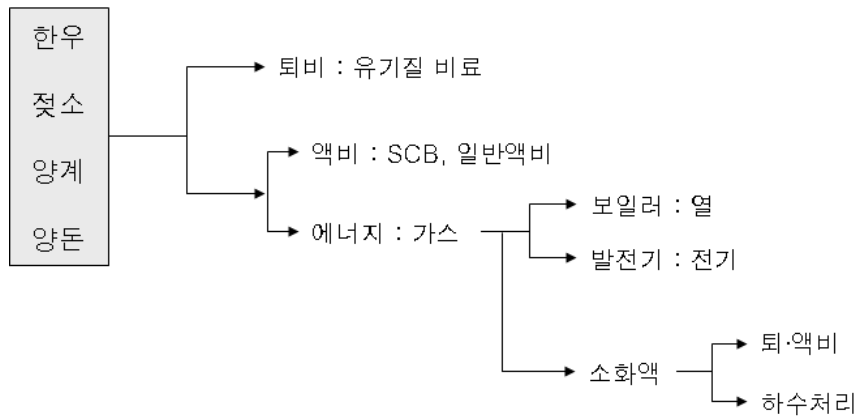 한우
젖소
양계
양돈
퇴비 : 유기질 비료
액비 : SCB, 일반액비
에너지 : 가스
보일러 : 열
발전기 : 전기
소화액
퇴·액비
하수처리